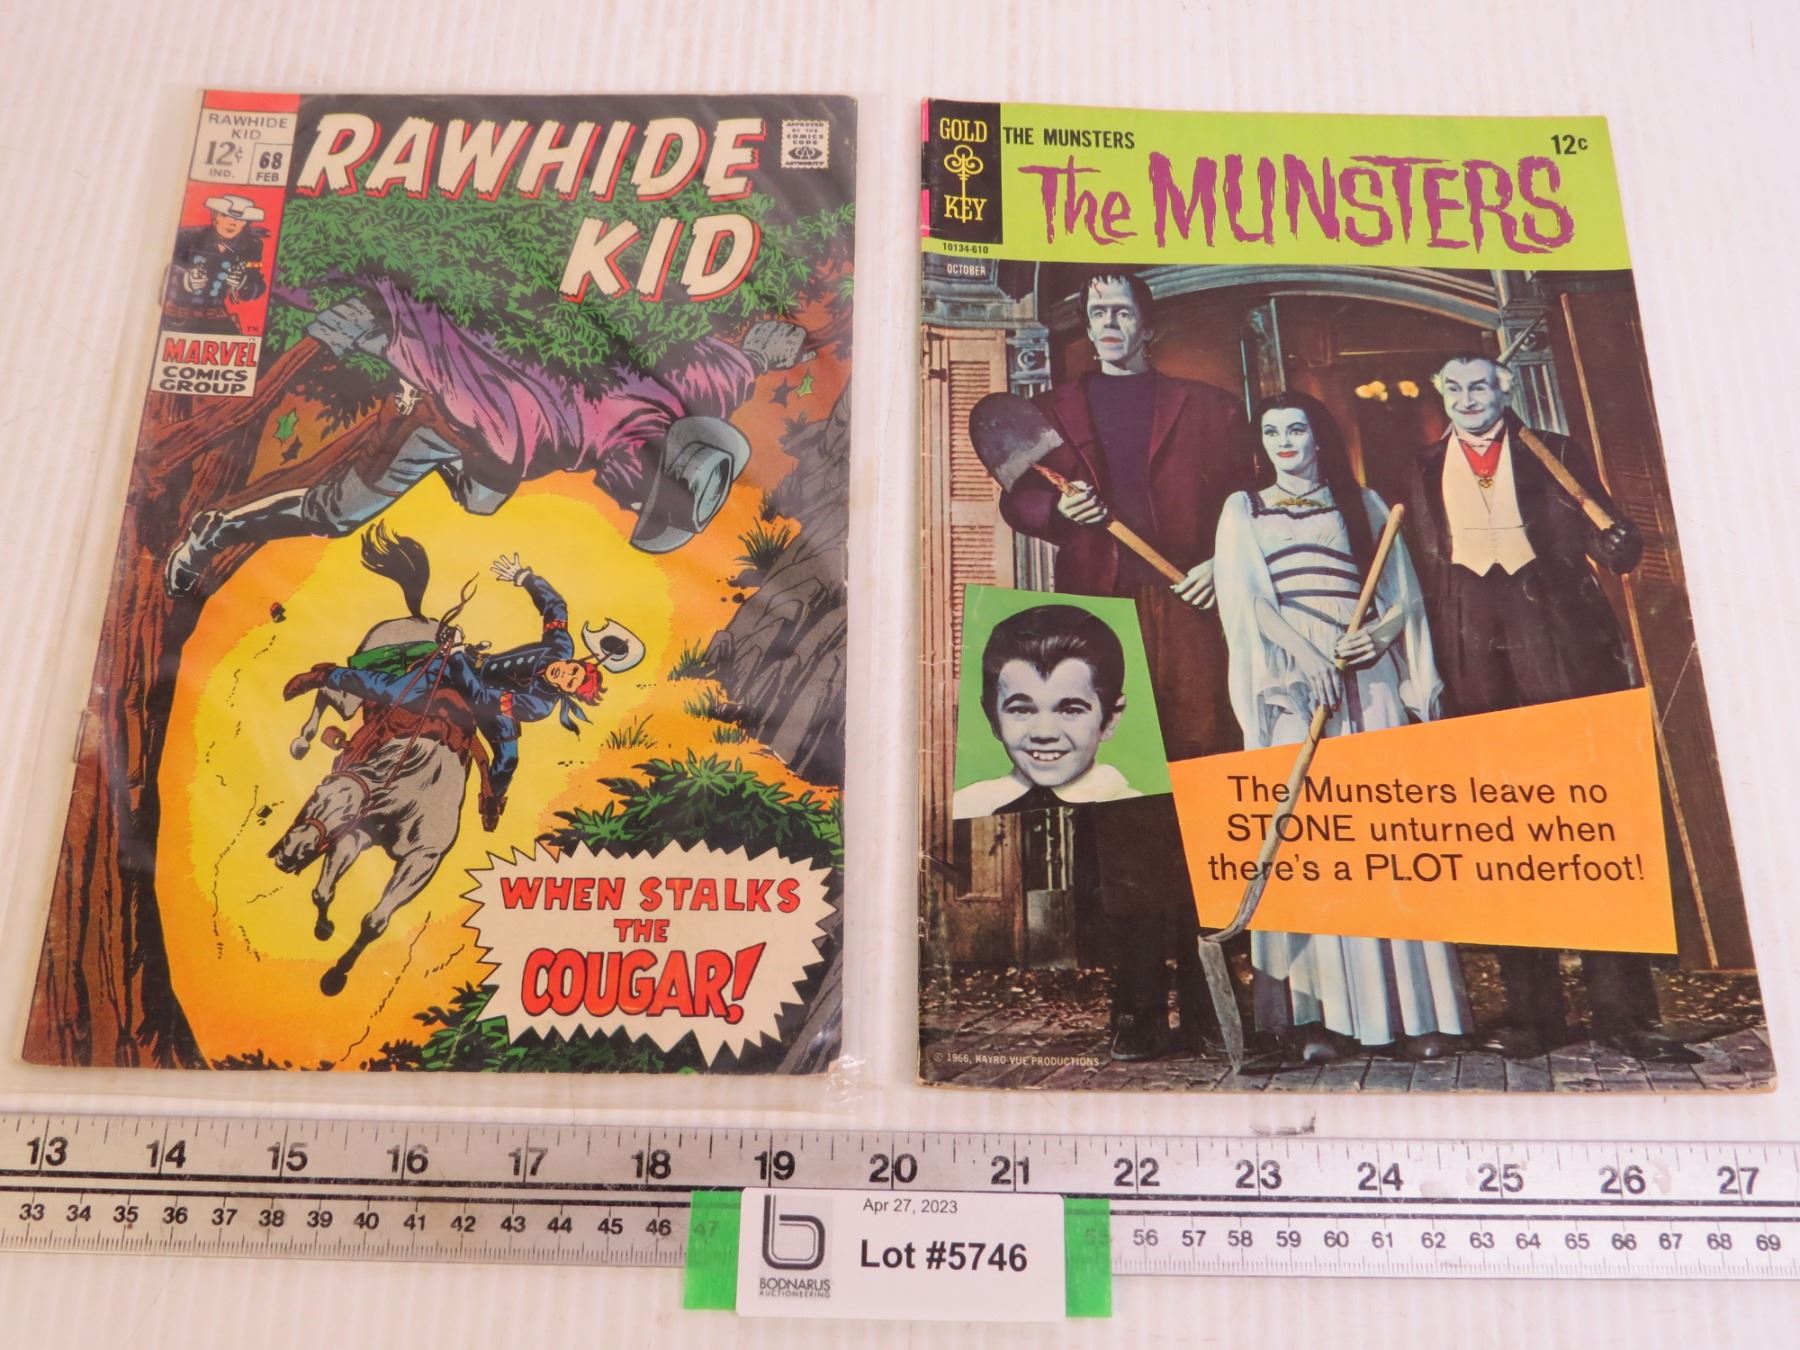 RAWHIDE
KID
12¢
IND.
68
FEB
RAWHIDE
KID
APPROVED
BY THE
COMICS
CODE
AUTHORITY
TM
MARVEL
COMICS
GROUP
WHEN STALKS
THE
COUGAR!
GOLD
KEY
10134-610
OCTOBER
THE MUNSTERS
12c
The MUNSTERS
The Munsters leave no
STONE unturned when
there's a PLOT underfoot!
© 1966, KAYRO-VUE PRODUCTIONS
13 14 15 16 17 18 19 20 21 22 23 24 25 26 27
33 34 35 36 37 38 39 40 41 42 43 44 45 46 47 55 56 57 58 59 60 61 62 63 64 65 66 67 68 69
Apr 27, 2023
Lot #5746
BODNARUS
AUCTIONEERING